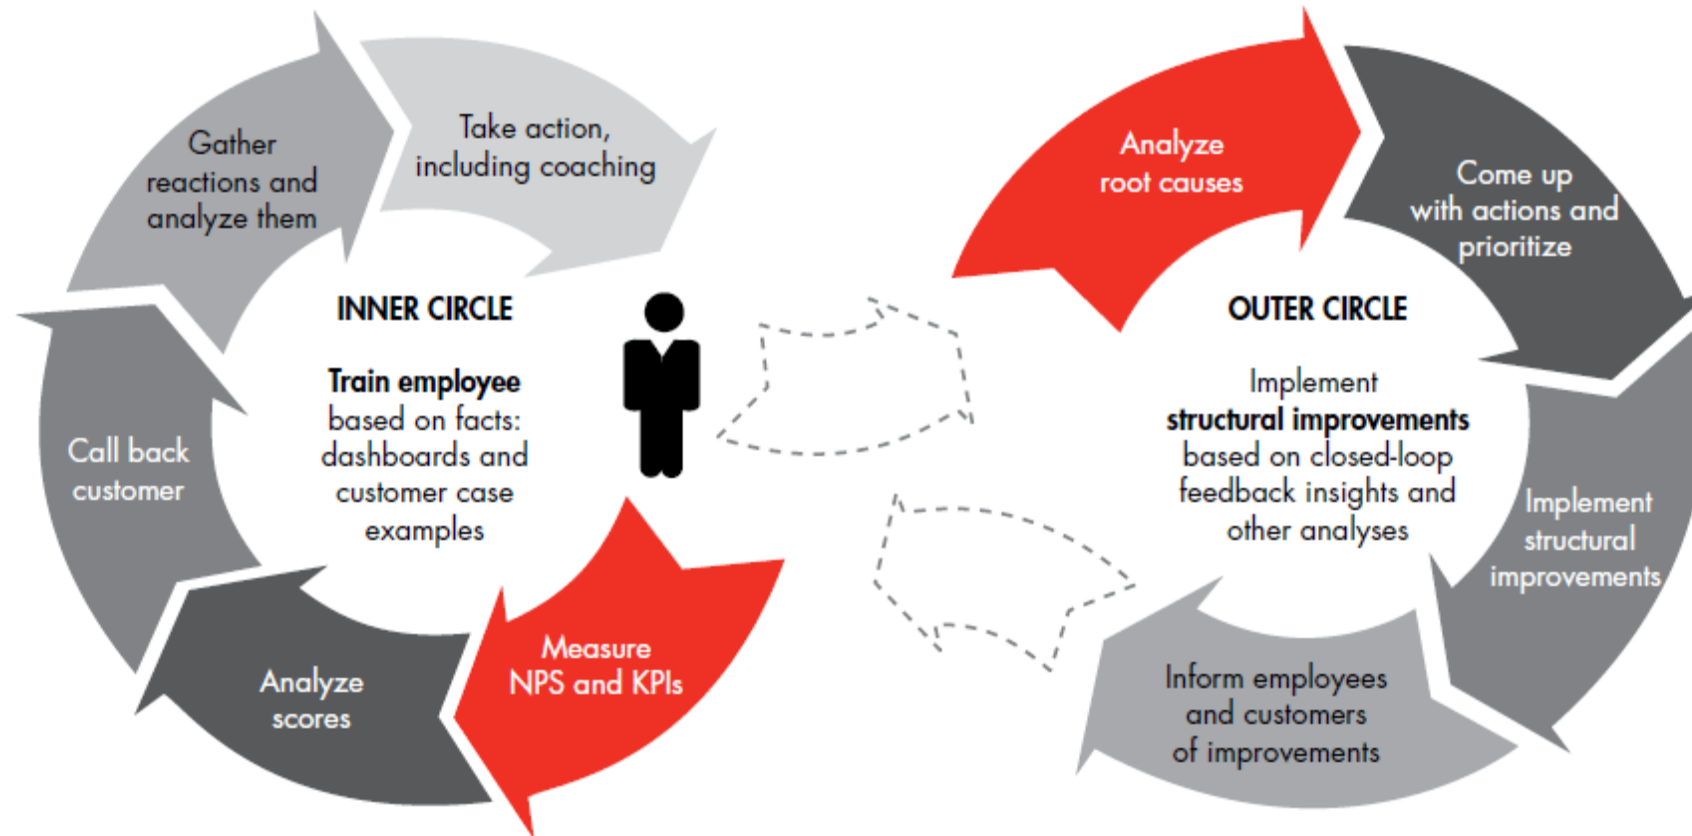 Gather
reactions and
analyze them
Take action,
including coaching
INNER CIRCLE
Train employee
based on facts:
dashboards and
customer case
examples
Call back
customer
Analyze
scores
Measure
NPS and KPIs
Analyze
root causes
Come up
with actions and
prioritize
OUTER CIRCLE
Implement
structural improvements
based on closed-loop
feedback insights and
other analyses
Implement
structural
improvements
Inform employees
and customers
of improvements